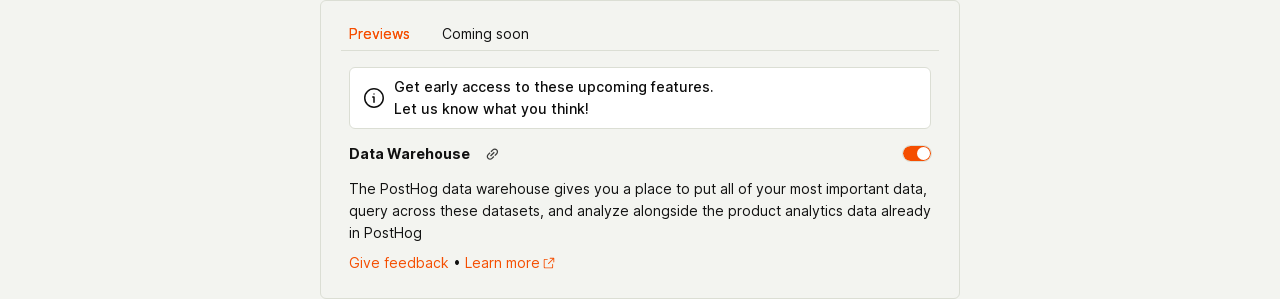 Previews Coming soon
Get early access to these upcoming features.
Let us know what you think!
Data Warehouse
The PostHog data warehouse gives you a place to put all of your most important data,
query across these datasets, and analyze alongside the product analytics data already
in PostHog
Give feedback • Learn more